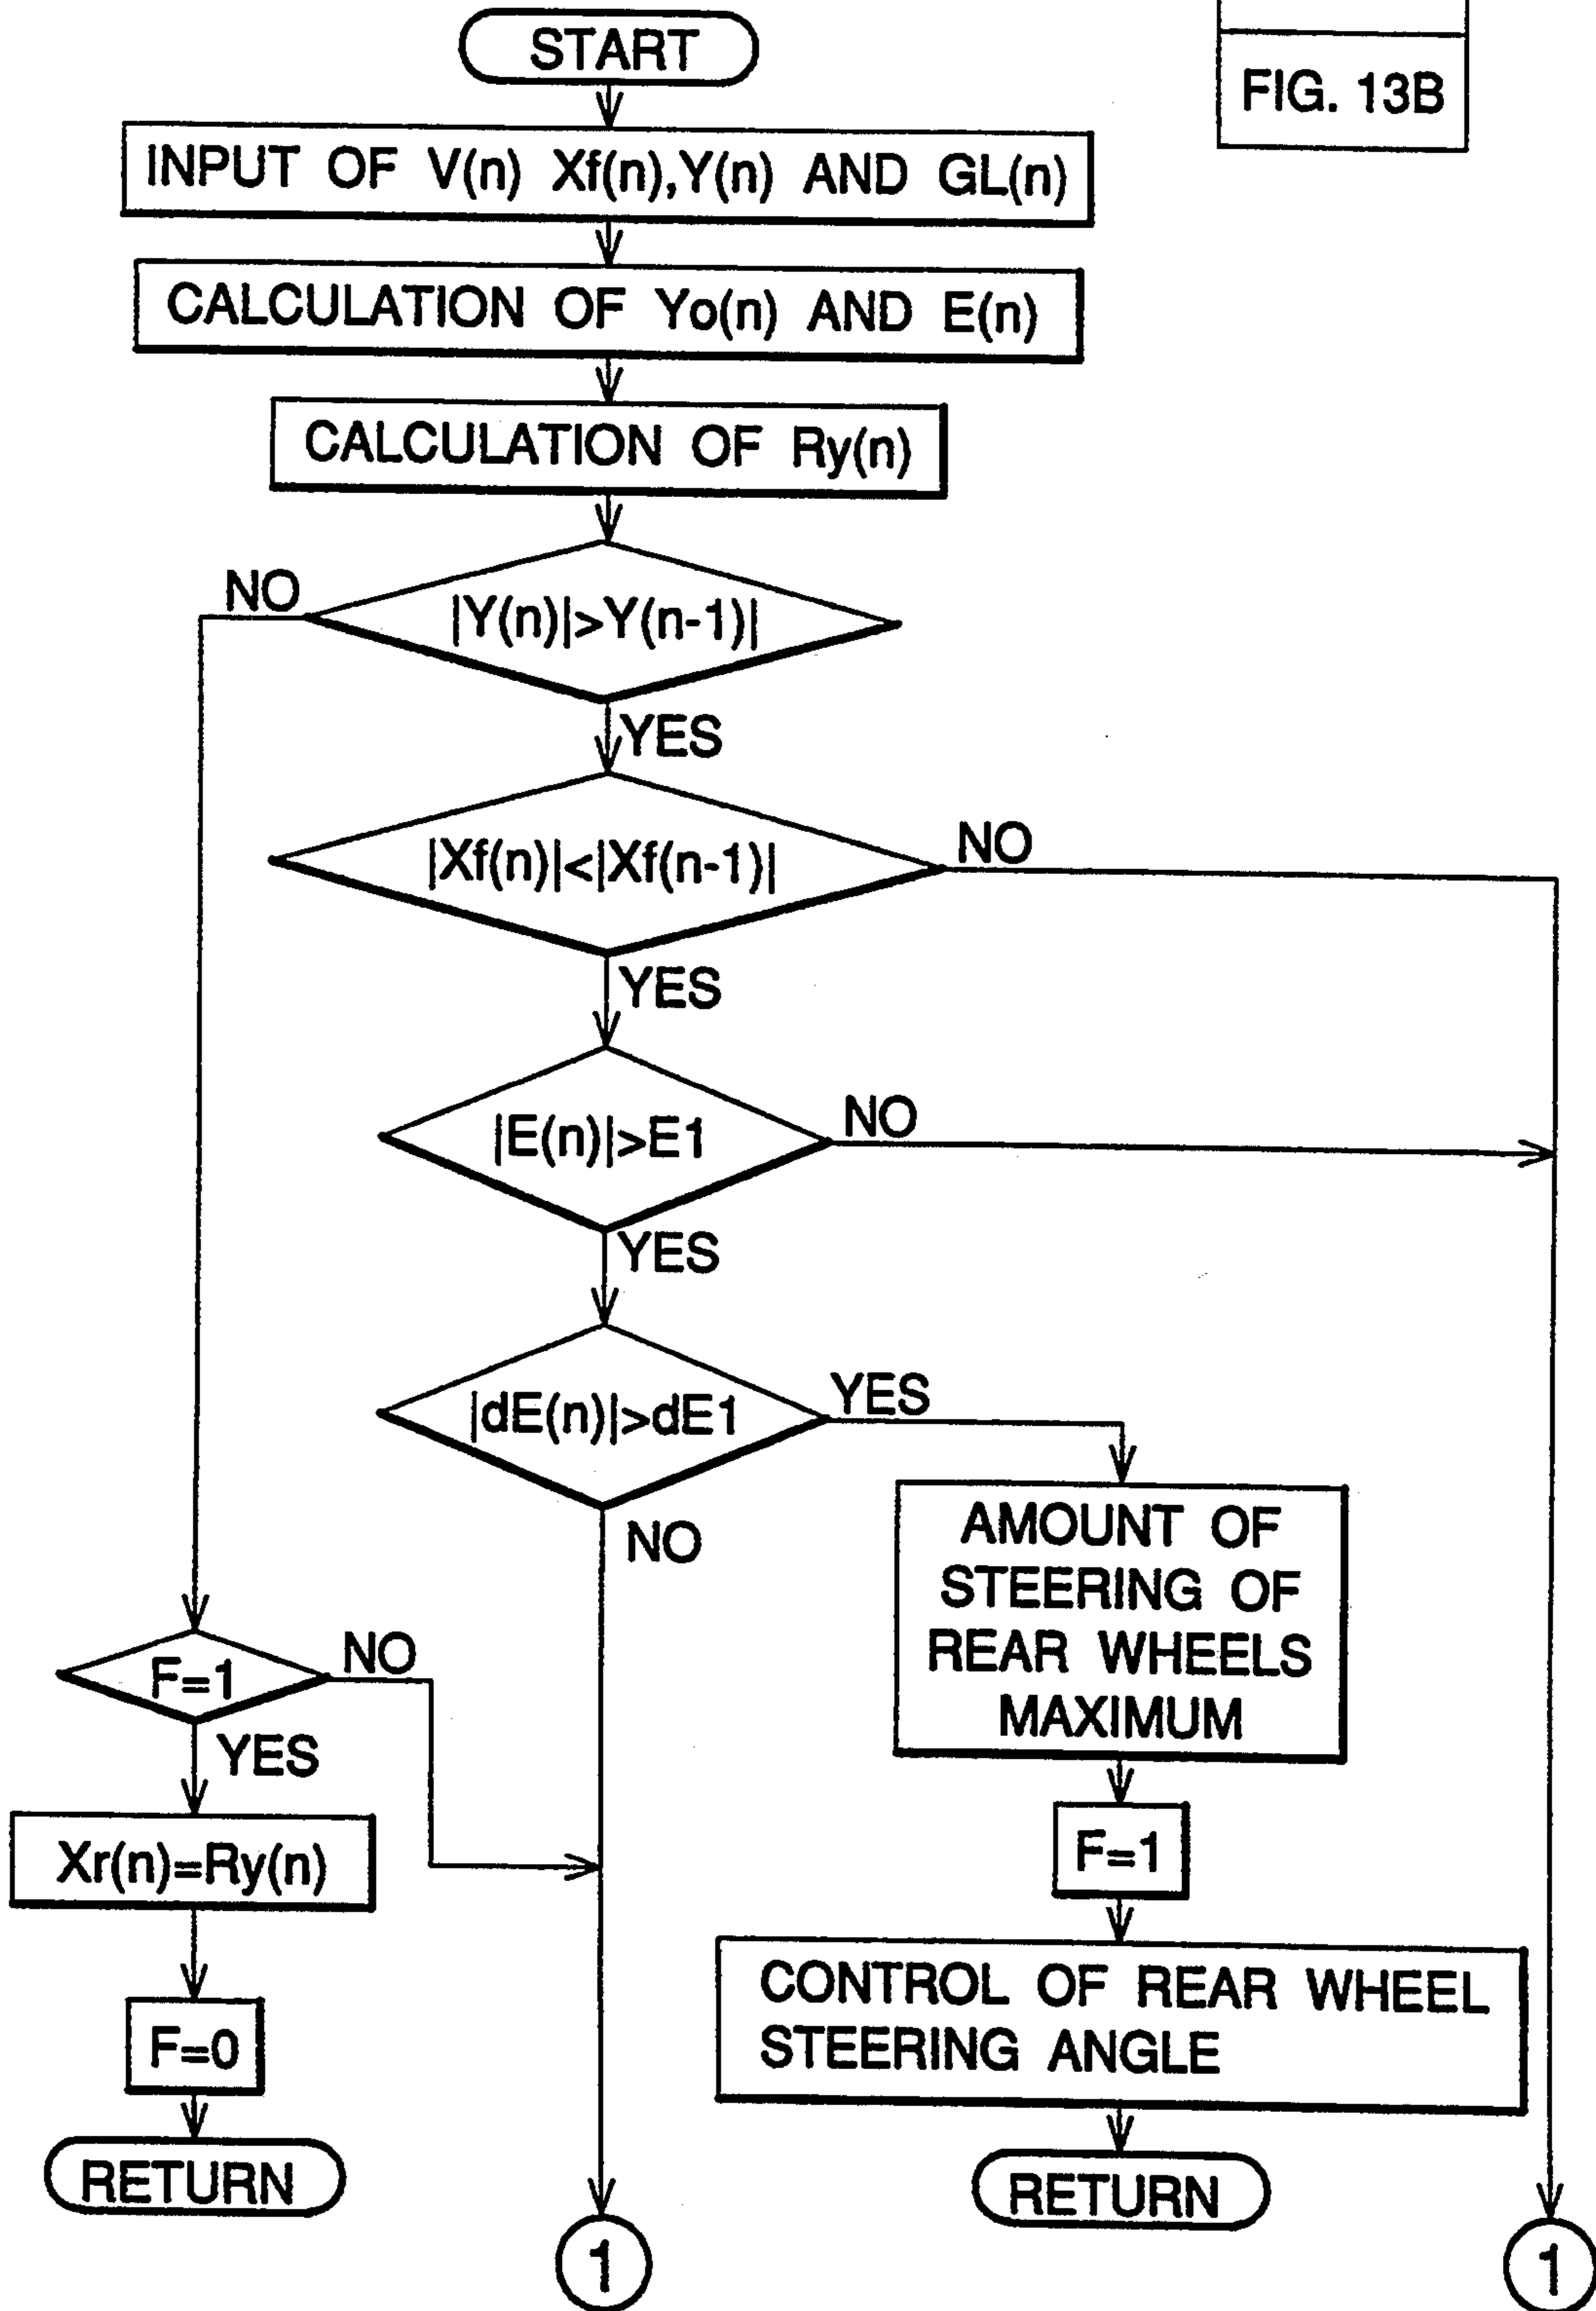 START
FIG. 13B
INPUT OF V(n) Xf(n),Y(n) AND GL(n)
CALCULATION OF Yo(n) AND E(n)
CALCULATION OF Ry(n)
NO
|Y(n)|>Y(n-1)|
YES
|Xf(n)|<|Xf(n-1)|
NO
YES
|E(n)|>E1
NO
YES
|dE(n)|>dE1
YES
NO
AMOUNT OF
STEERING OF
REAR WHEELS
MAXIMUM
F=1
NO
YES
Xr(n)=Ry(n)
F=1
CONTROL OF REAR WHEEL
STEERING ANGLE
F=0
RETURN
RETURN
1
1